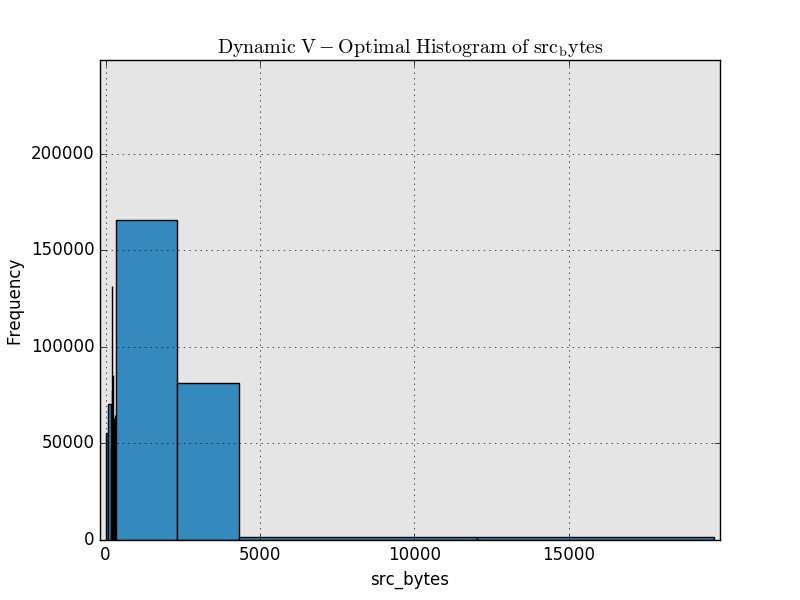 Dynamic V − Optimal Histogram of src_bytes
200000
150000
100000
50000
0
Frequency
0 5000 10000 15000
src_bytes